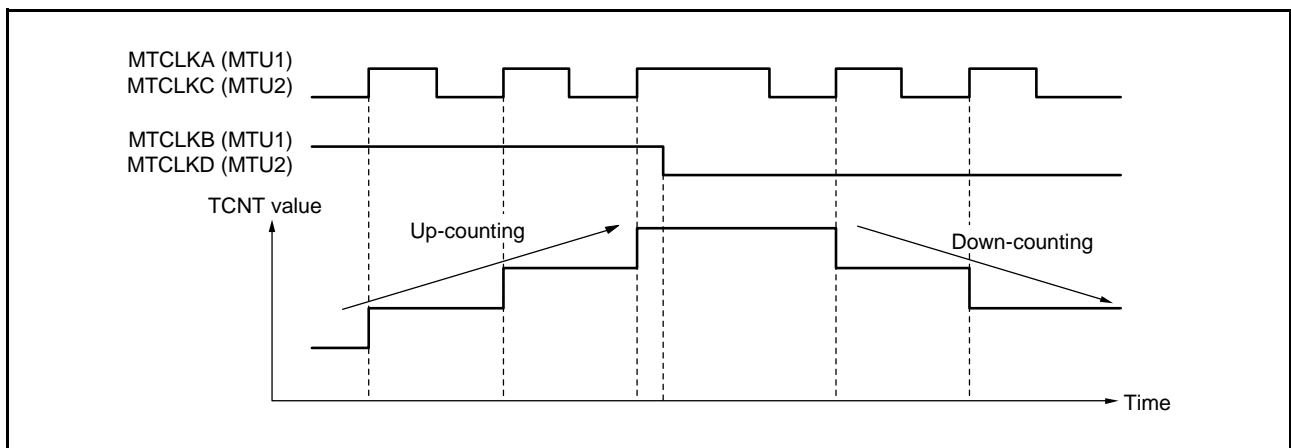 MTCLKA (MTU1)
MTCLKC (MTU2)
MTCLKB (MTU1)
MTCLKD (MTU2)
TCNT value
Up-counting
Down-counting
Time